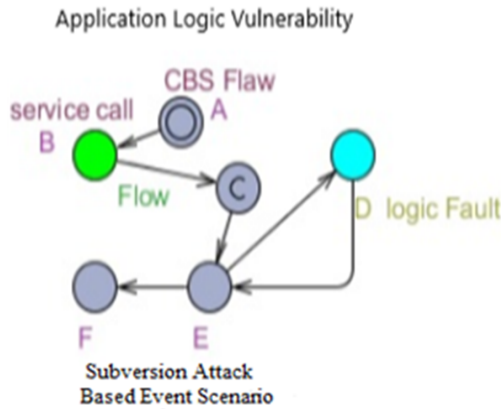 Application Logic Vulnerability
CBS Flaw
service call
A
B
Flow
C
D logic Fault
F
E
Subversion Attack
Based Event Scenario